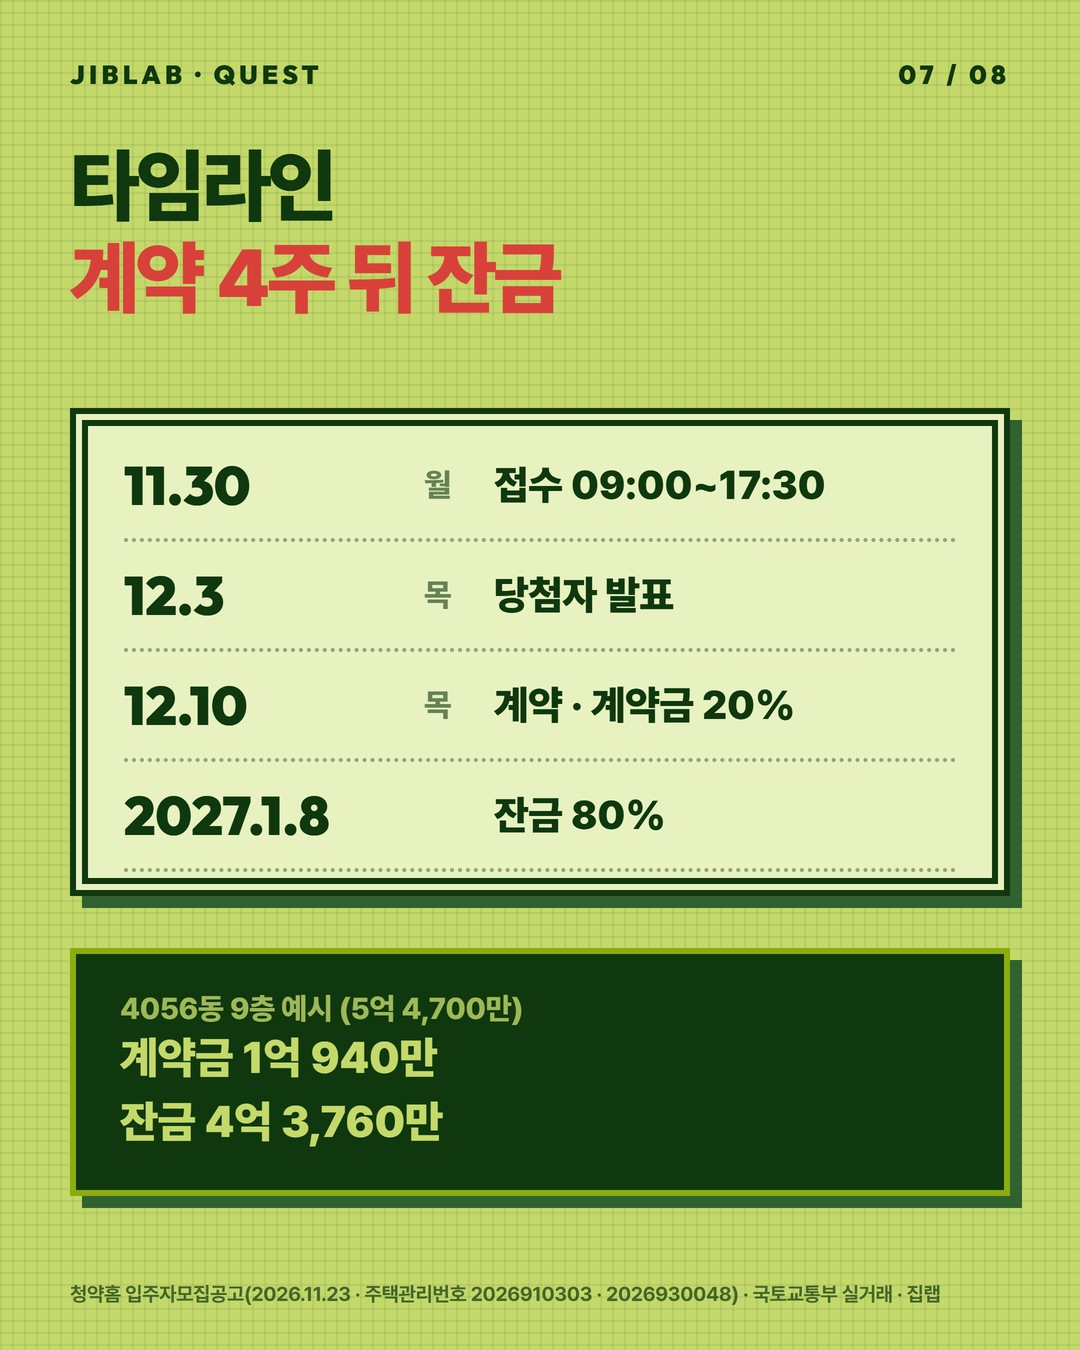 JIBLAB · QUEST
07 / 08
타임라인
계약 4주 뒤 잔금
11.30 월 접수 09:00~17:30
12.3 목 당첨자 발표
12.10 목 계약 · 계약금 20%
2027.1.8 잔금 80%
4056동 9층 예시 (5억 4,700만)
계약금 1억 940만
잔금 4억 3,760만
청약홈 입주자모집공고(2026.11.23 · 주택관리번호 2026910303 · 2026930048) · 국토교통부 실거래 · 집랩